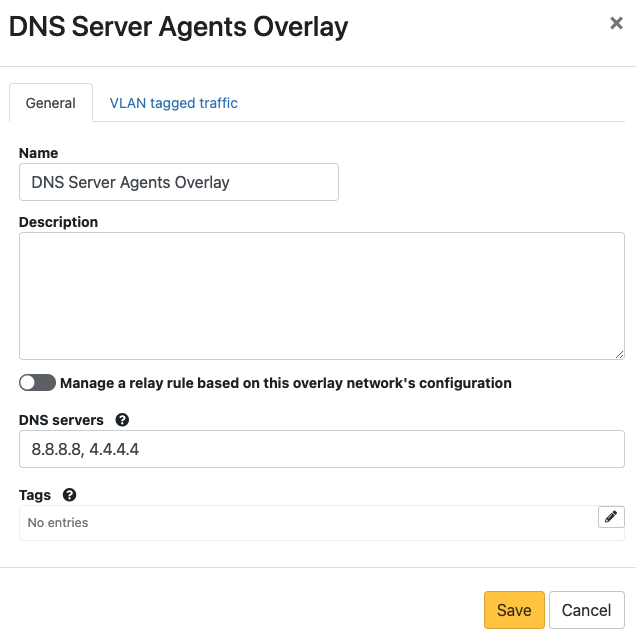 DNS Server Agents Overlay
General
VLAN tagged traffic
Name
DNS Server Agents Overlay
Description
Manage a relay rule based on this overlay network's configuration
DNS servers
8.8.8.8, 4.4.4.4
Tags
No entries
Save
Cancel